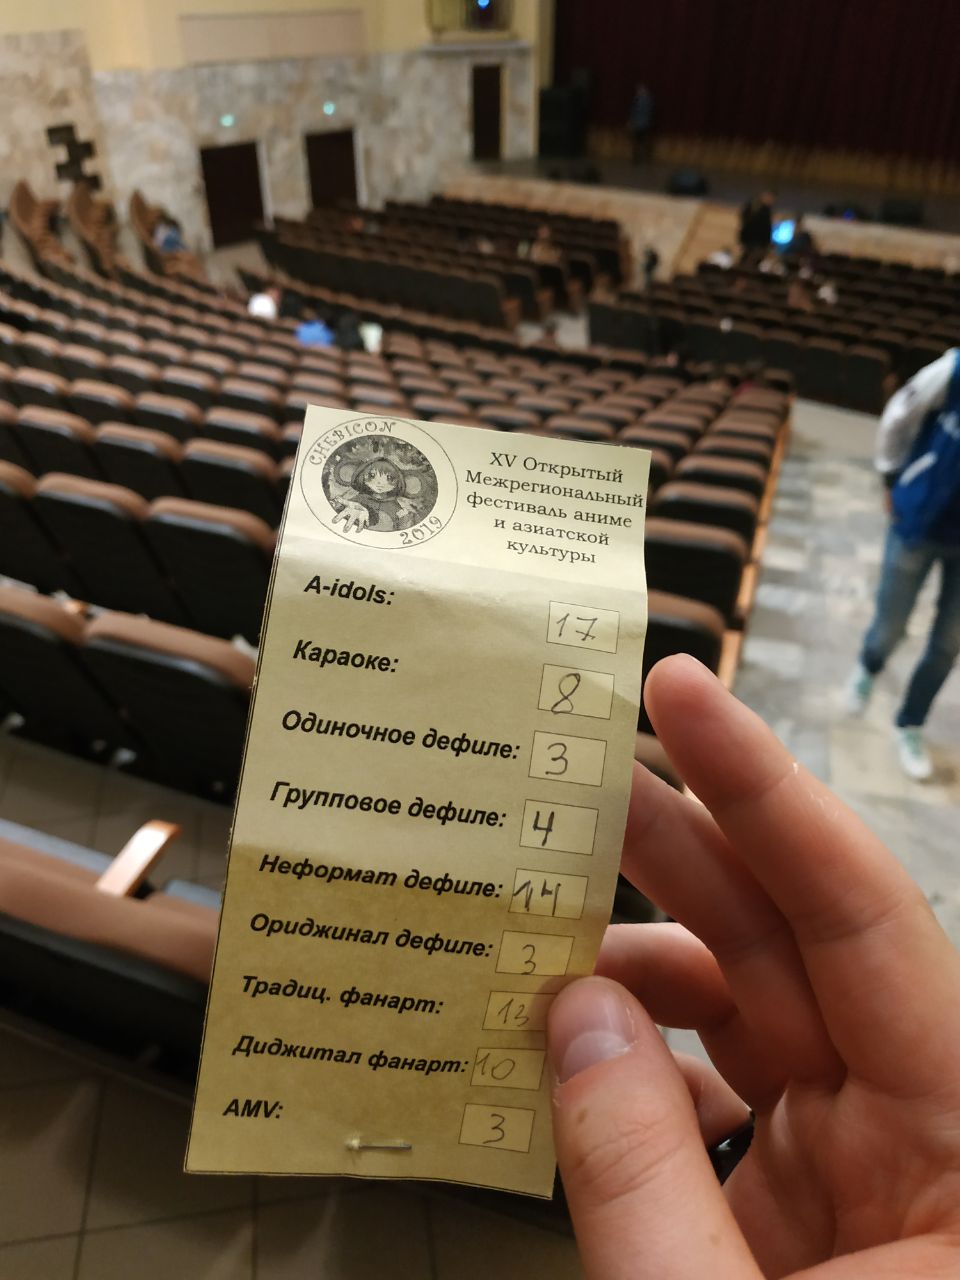 CHEBICON
2019
XV Открытый
Межрегиональный
фестиваль аниме
и азиатской
культуры
A-idols: 17
Караоке: 8
Одиночное дефиле: 3
Групповое дефиле: 4
Неформат дефиле: 14
Ориджинал дефиле: 3
Традиц. фанарт: 13
Диджитал фанарт: 10
AMV: 3